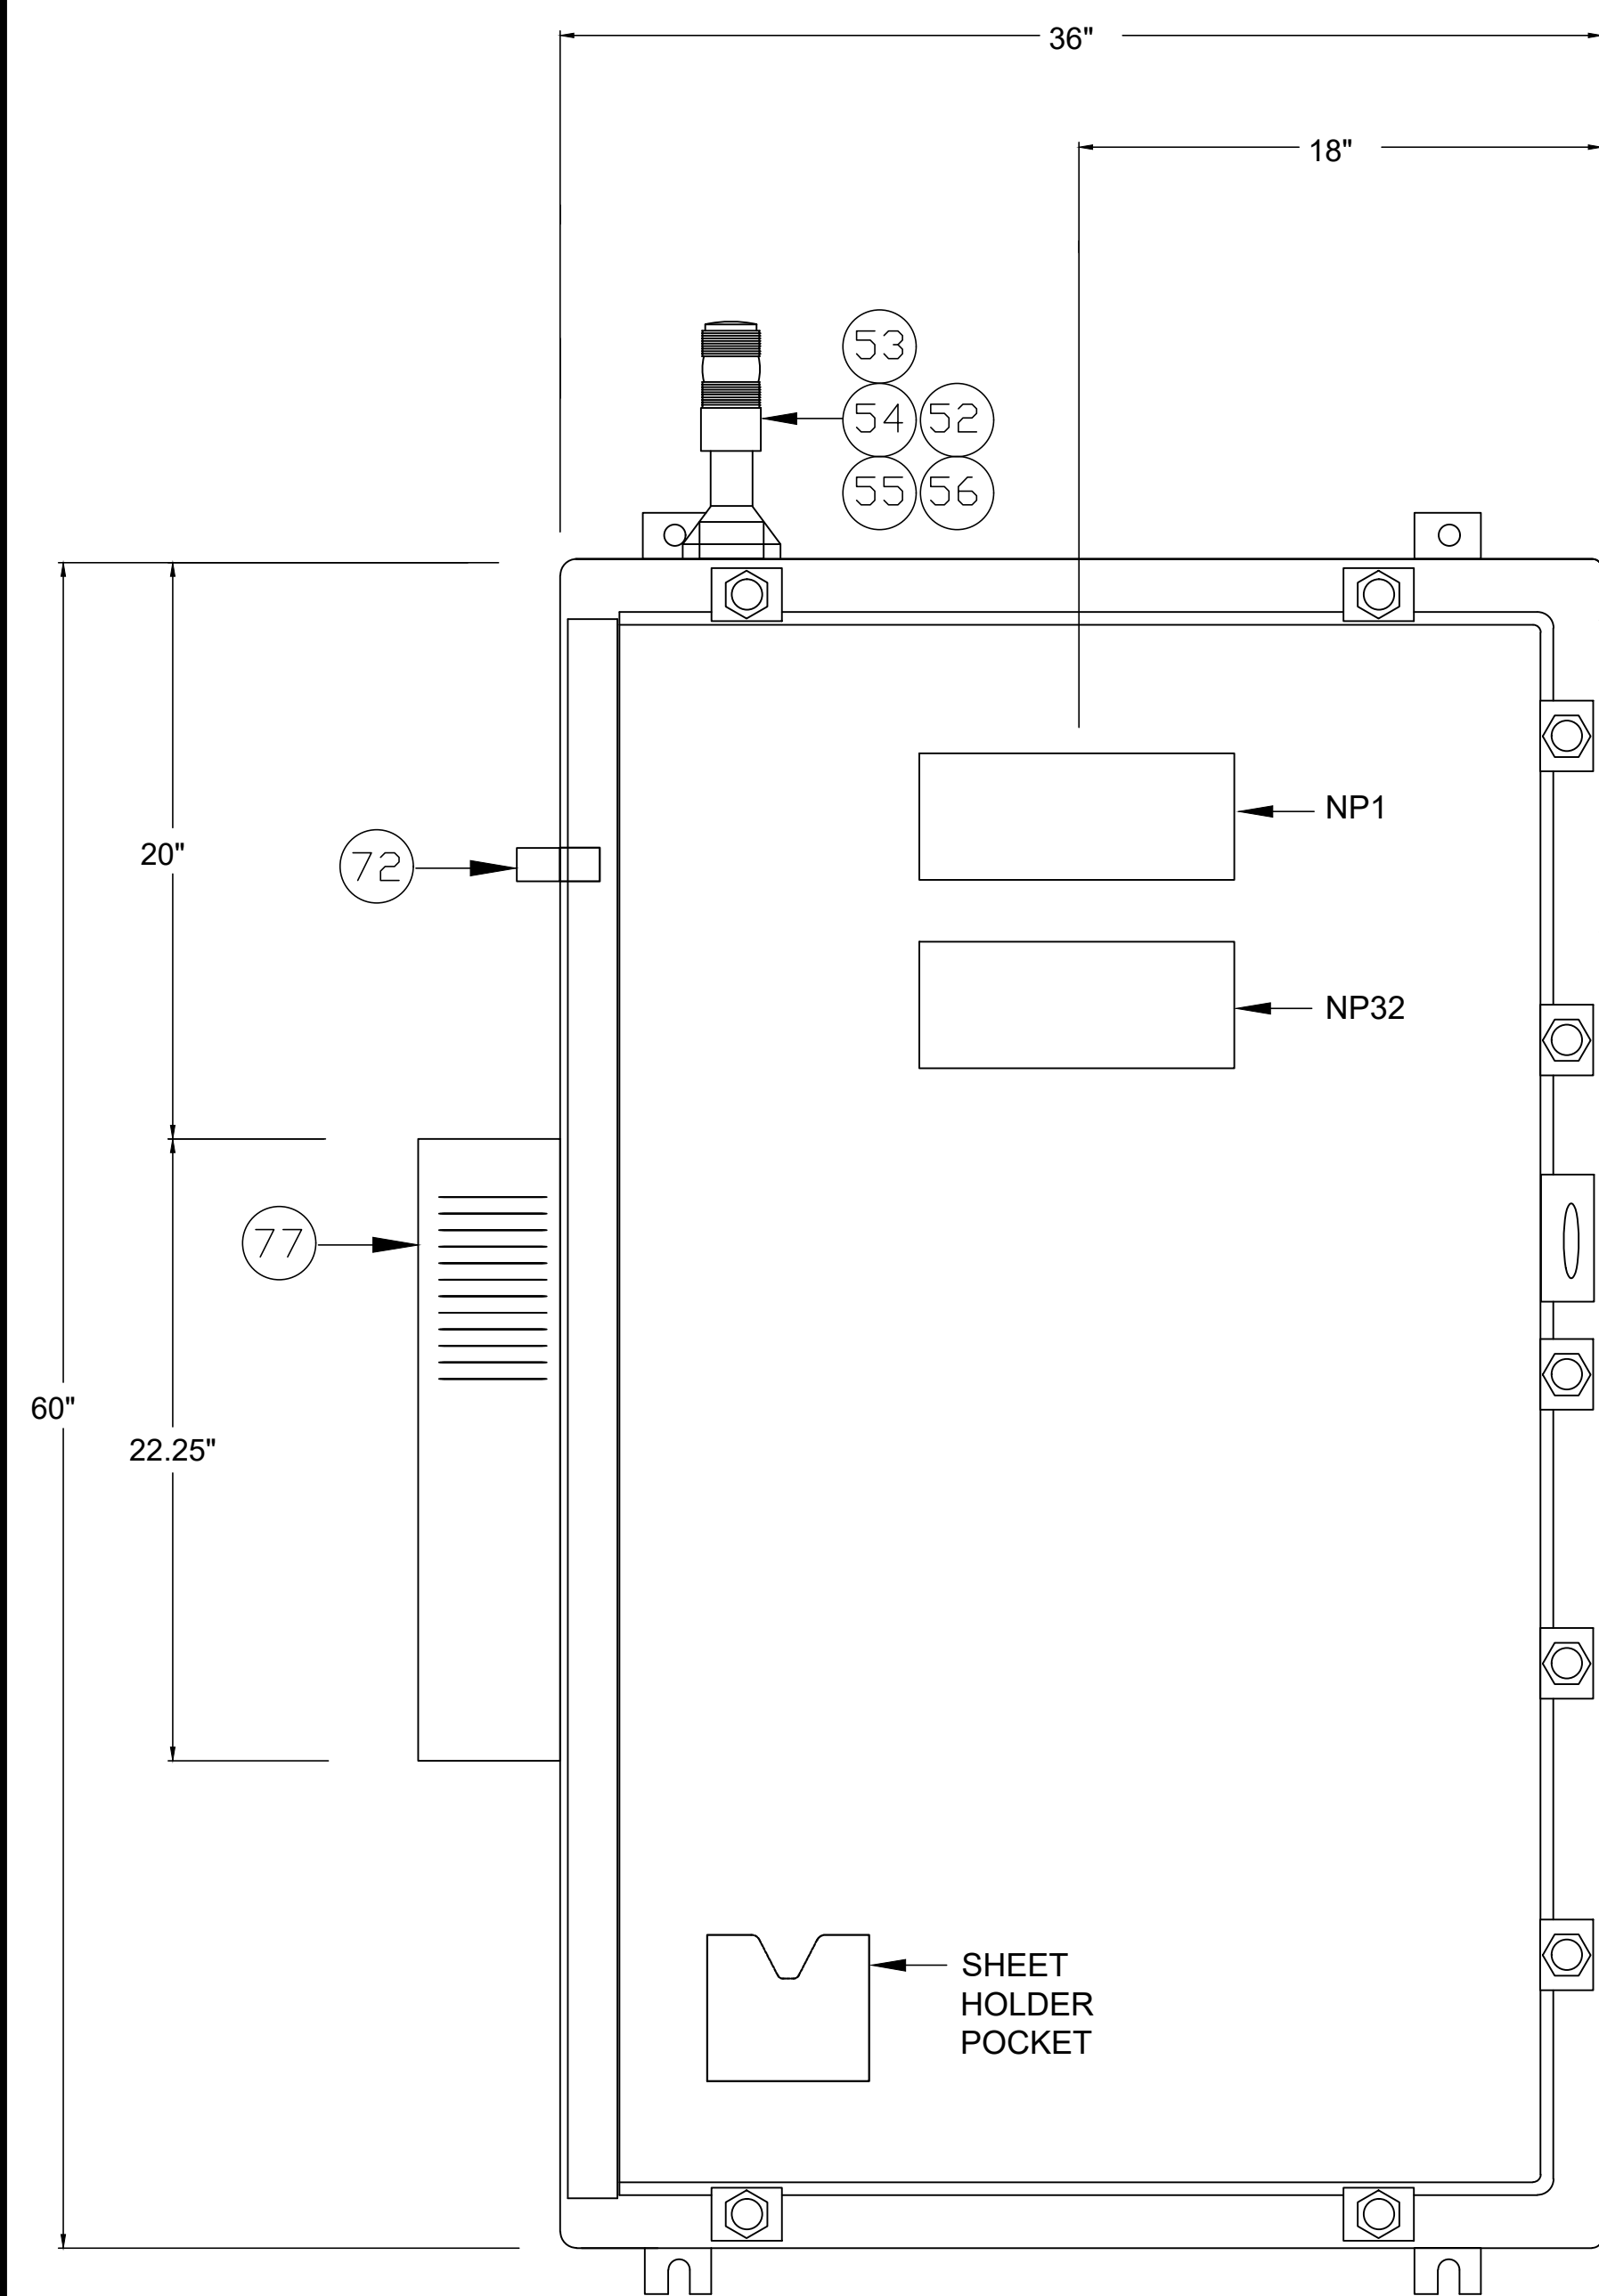 36"
18"
53
54 52
55 56
NP1
20"
72
NP32
77
60"
22.25"
SHEET
HOLDER
POCKET